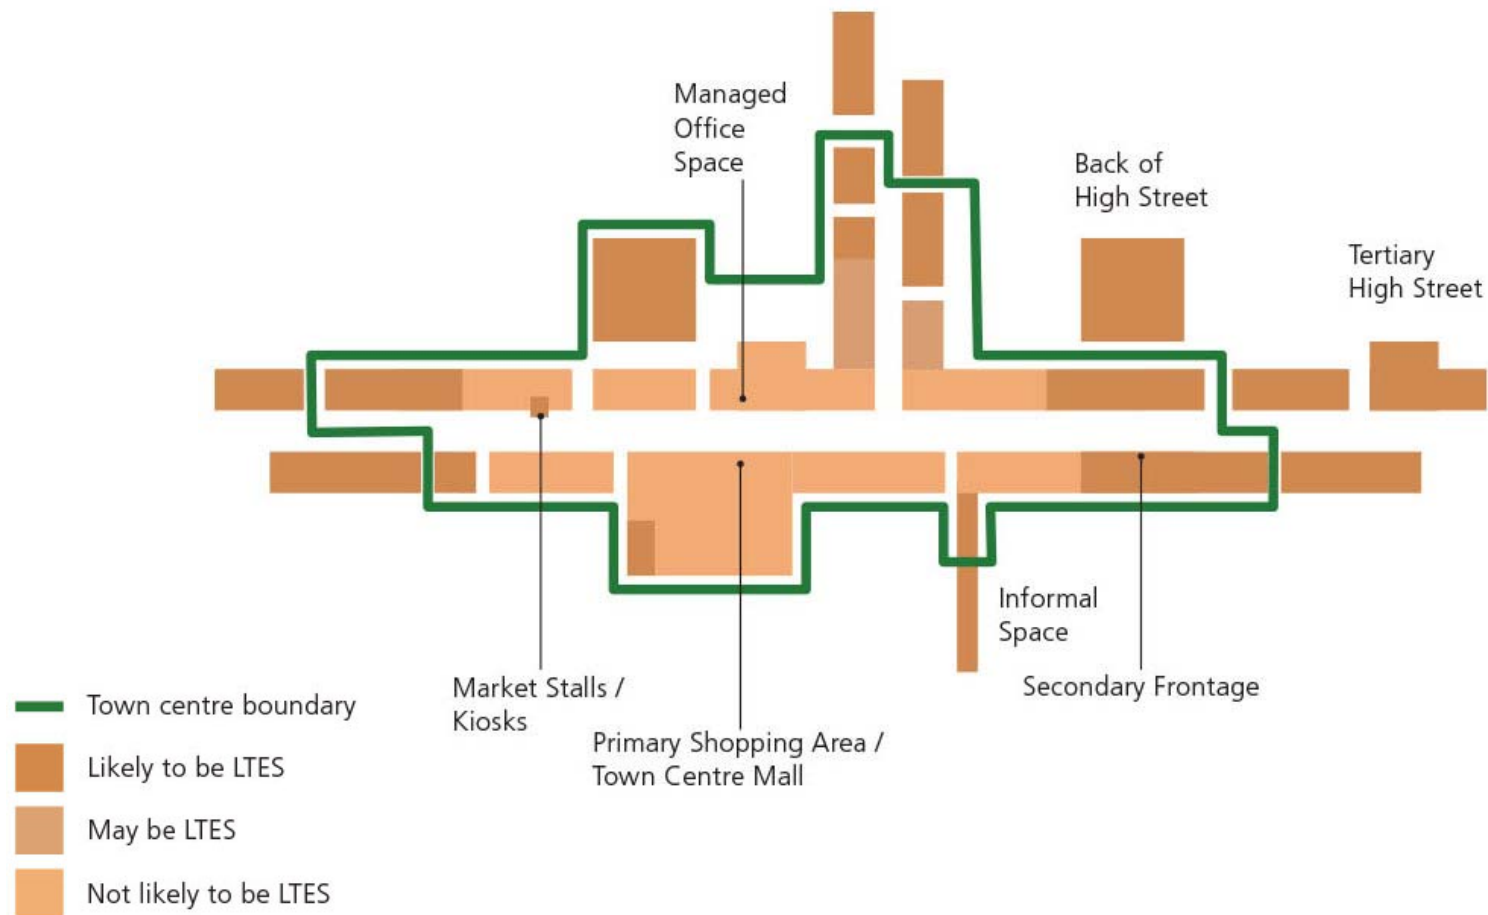 Managed
Office
Space
Back of
High Street
Tertiary
High Street
Informal
Space
Market Stalls /
Kiosks
Secondary Frontage
Primary Shopping Area /
Town Centre Mall
Town centre boundary
Likely to be LTES
May be LTES
Not likely to be LTES